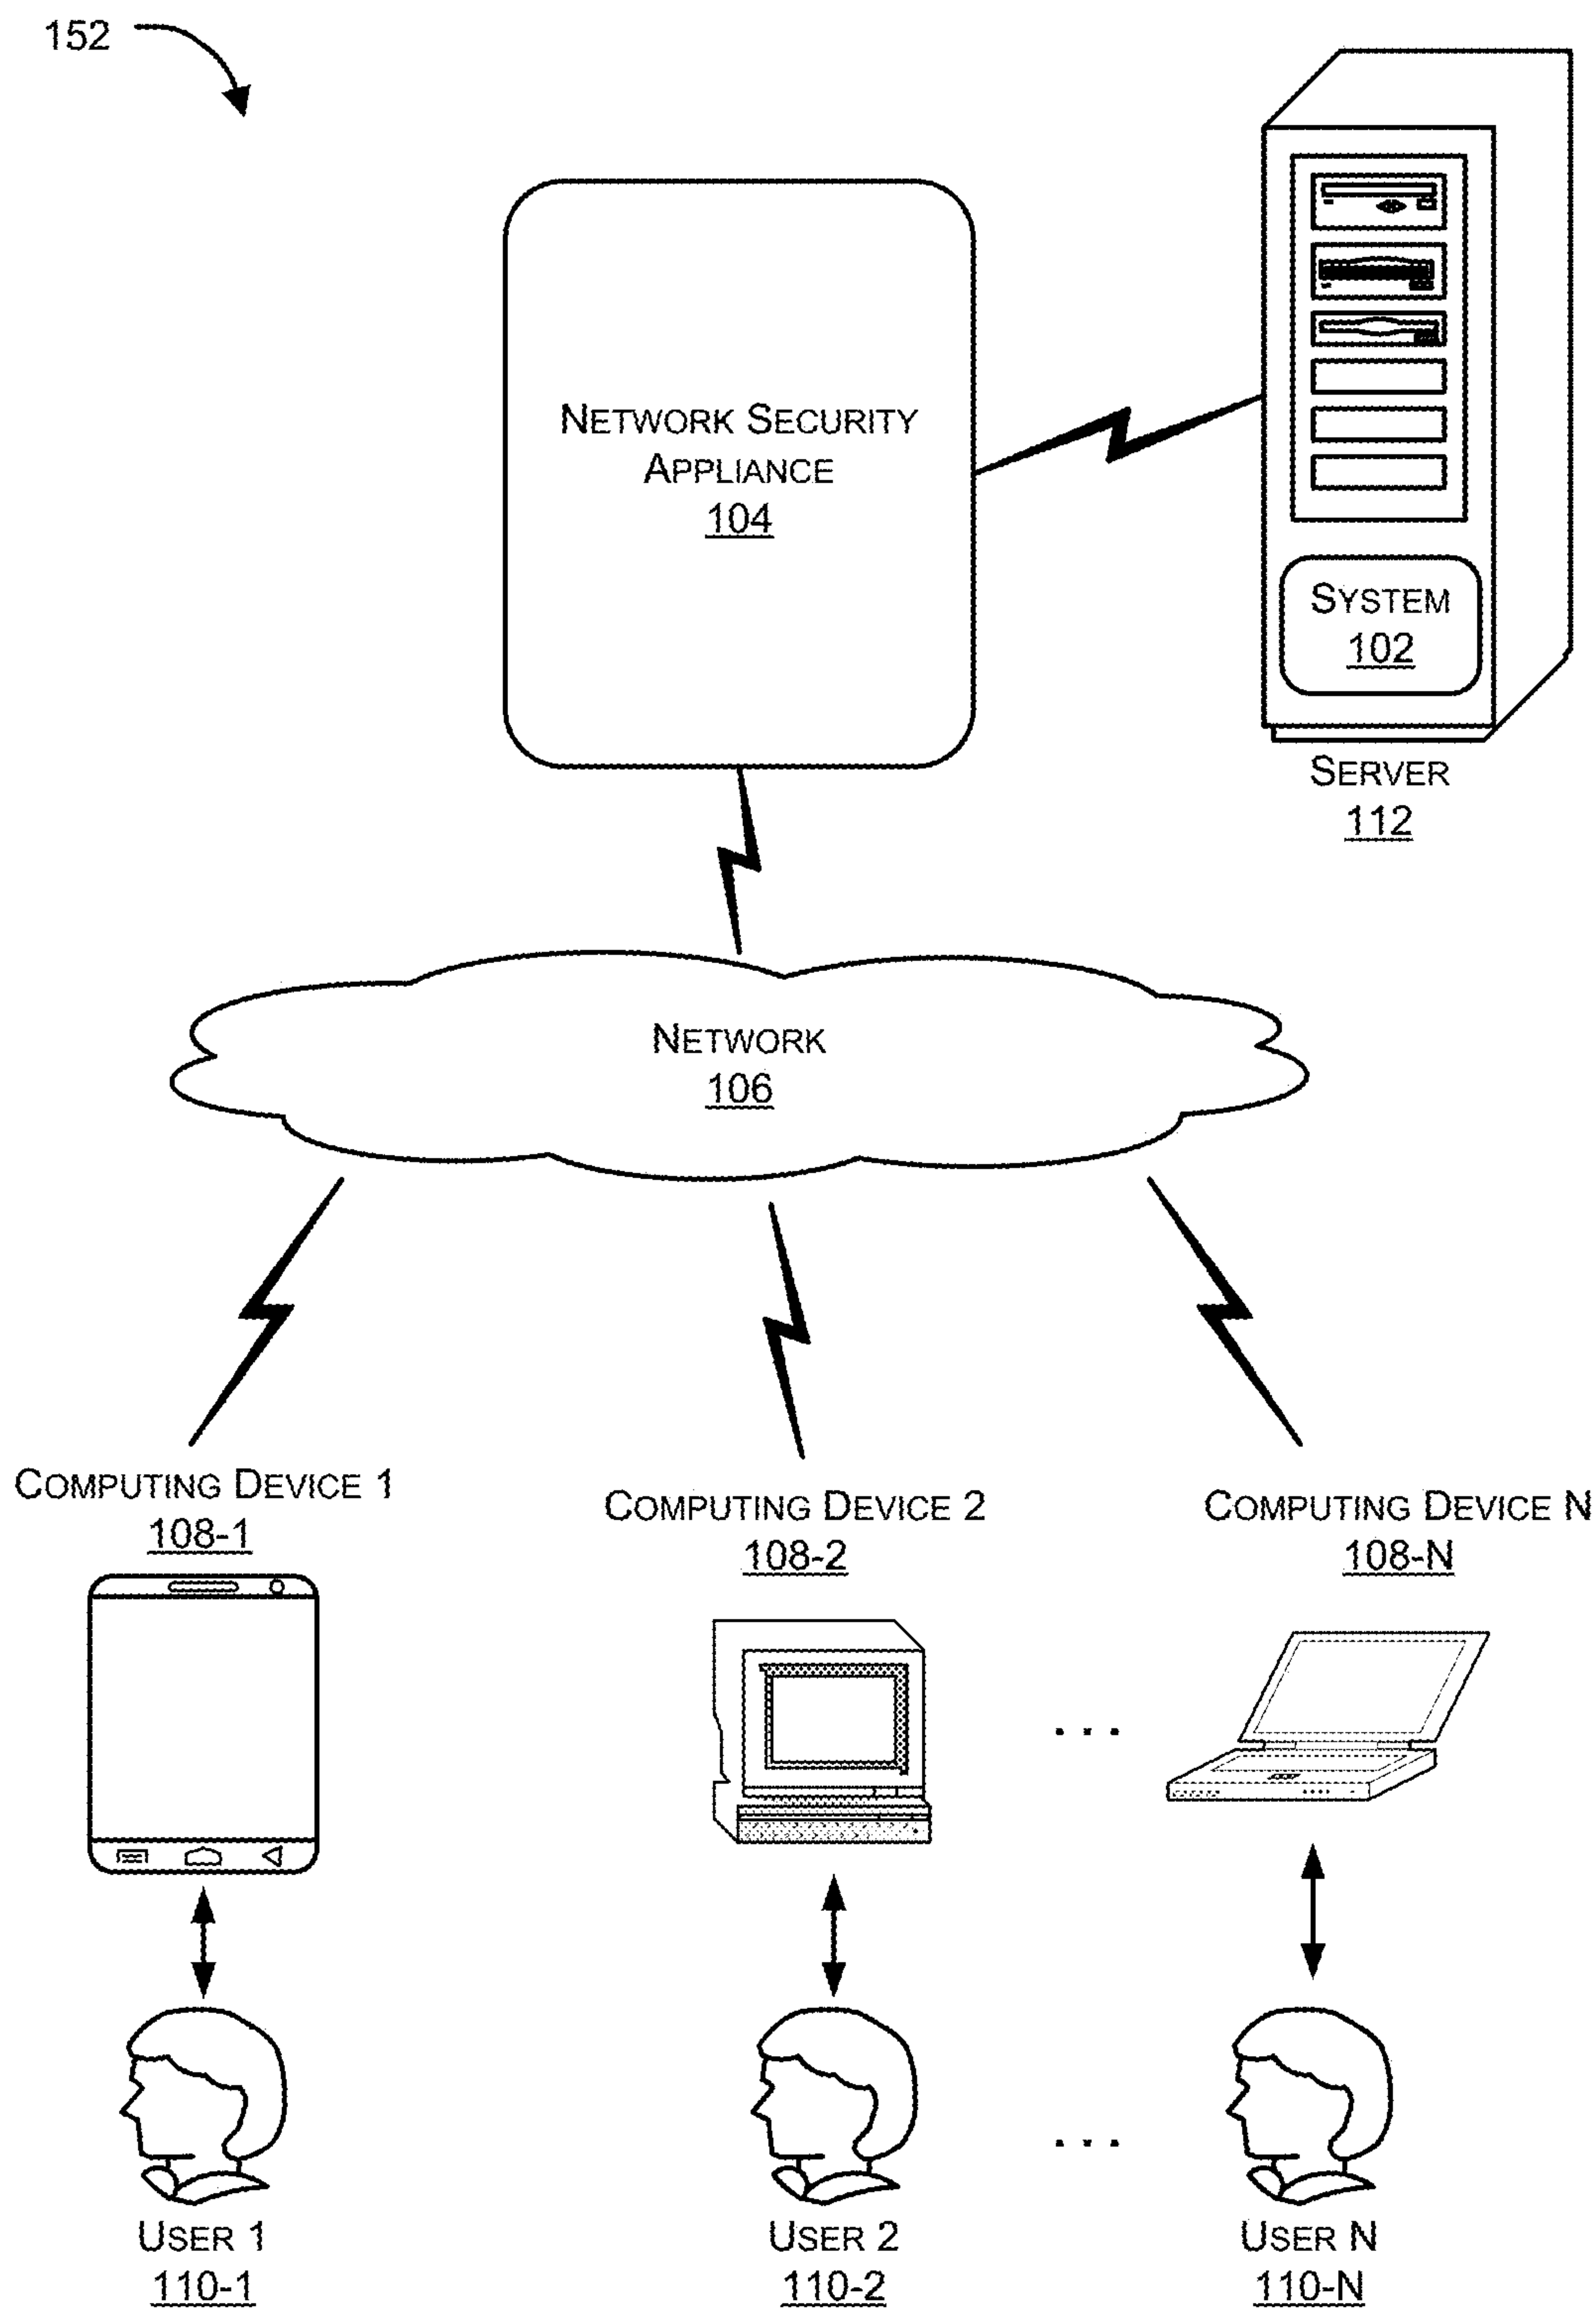 152
NETWORK SECURITY
APPLIANCE
104
SYSTEM
102
SERVER
112
NETWORK
106
COMPUTING DEVICE 1
108-1
COMPUTING DEVICE 2
108-2
COMPUTING DEVICE N
108-N
. . .
. . .
USER 1
110-1
USER 2
110-2
USER N
110-N